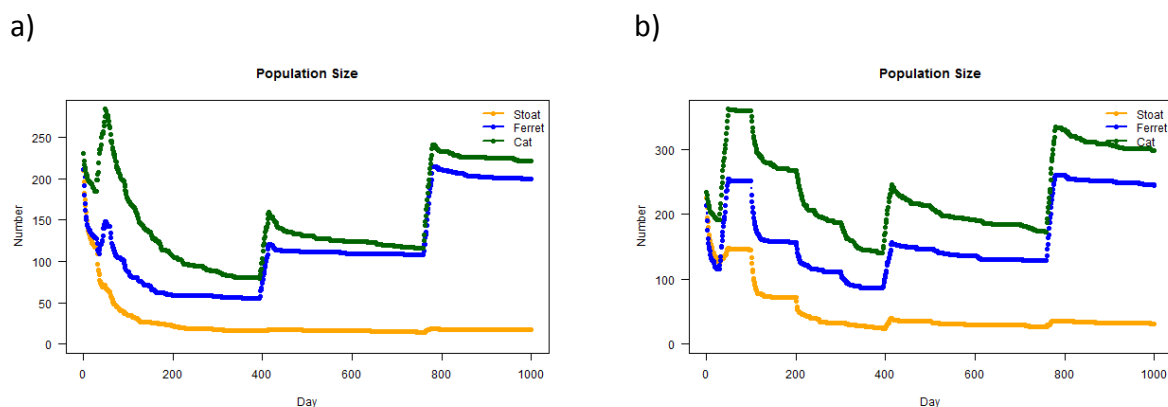 a)
Population Size
Stoat
Ferret
Cat
Number
250
200
150
100
50
0
0 200 400 600 800 1000
Day
b)
Population Size
Stoat
Ferret
Cat
Number
300
200
100
0
0 200 400 600 800 1000
Day